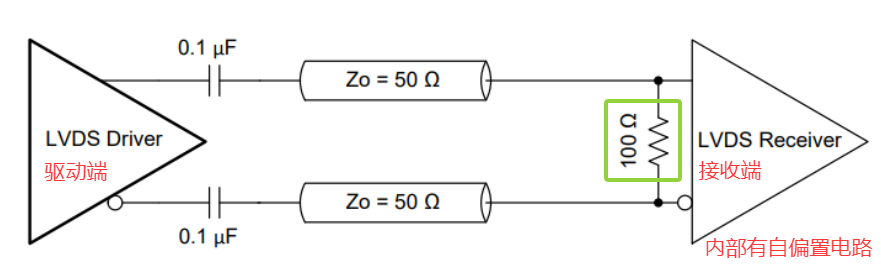 0.1 µF
Zo = 50 Ω
100 Ω
LVDS Driver
驱动端
LVDS Receiver
接收端
Zo = 50 Ω
0.1 µF
内部有自偏置电路